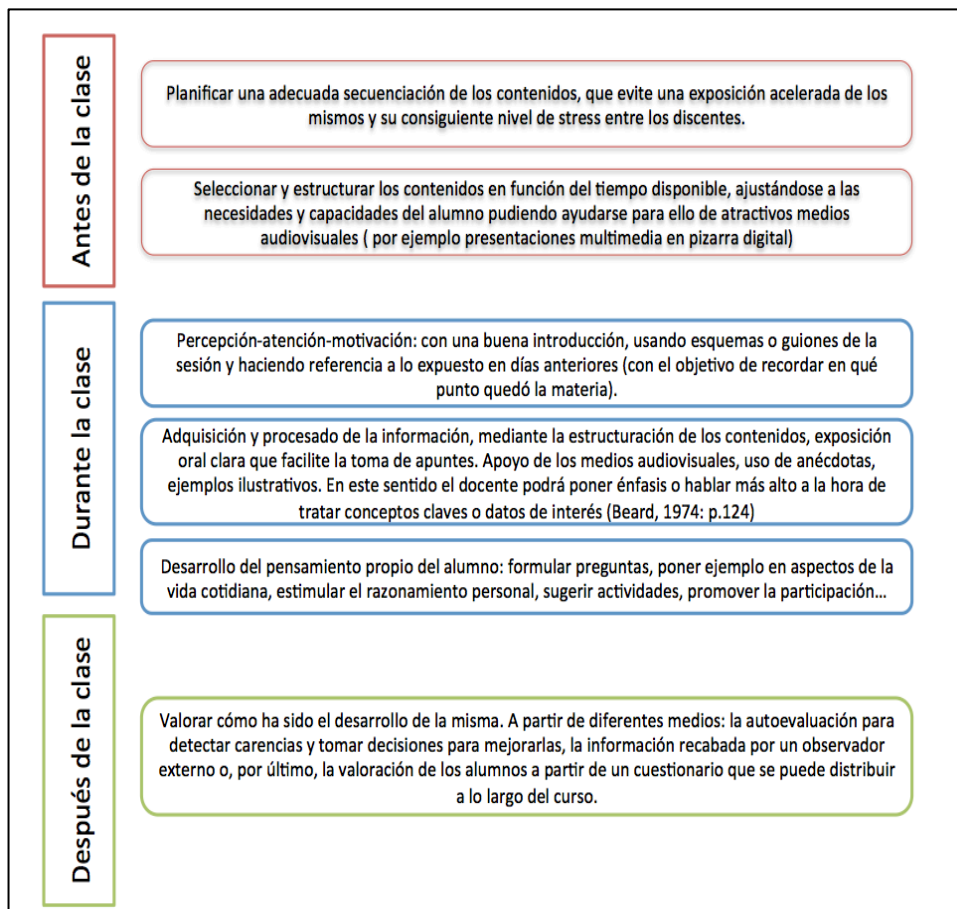 Antes de la clase
Planificar una adecuada secuenciación de los contenidos, que evite una exposición acelerada de los
mismos y su consiguiente nivel de stress entre los discentes.
Seleccionar y estructurar los contenidos en función del tiempo disponible, ajustándose a las
necesidades y capacidades del alumno pudiendo ayudarse para ello de atractivos medios
audiovisuales ( por ejemplo presentaciones multimedia en pizarra digital)
Durante la clase
Percepción-atención-motivación: con una buena introducción, usando esquemas o guiones de la
sesión y haciendo referencia a lo expuesto en días anteriores (con el objetivo de recordar en qué
punto quedó la materia).
Adquisición y procesado de la información, mediante la estructuración de los contenidos, exposición
oral clara que facilite la toma de apuntes. Apoyo de los medios audiovisuales, uso de anécdotas,
ejemplos ilustrativos. En este sentido el docente podrá poner énfasis o hablar más alto a la hora de
tratar conceptos claves o datos de interés (Beard, 1974: p.124)
Desarrollo del pensamiento propio del alumno: formular preguntas, poner ejemplo en aspectos de la
vida cotidiana, estimular el razonamiento personal, sugerir actividades, promover la participación...
Después de la clase
Valorar cómo ha sido el desarrollo de la misma. A partir de diferentes medios: la autoevaluación para
detectar carencias y tomar decisiones para mejorarlas, la información recabada por un observador
externo o, por último, la valoración de los alumnos a partir de un cuestionario que se puede distribuir
a lo largo del curso.